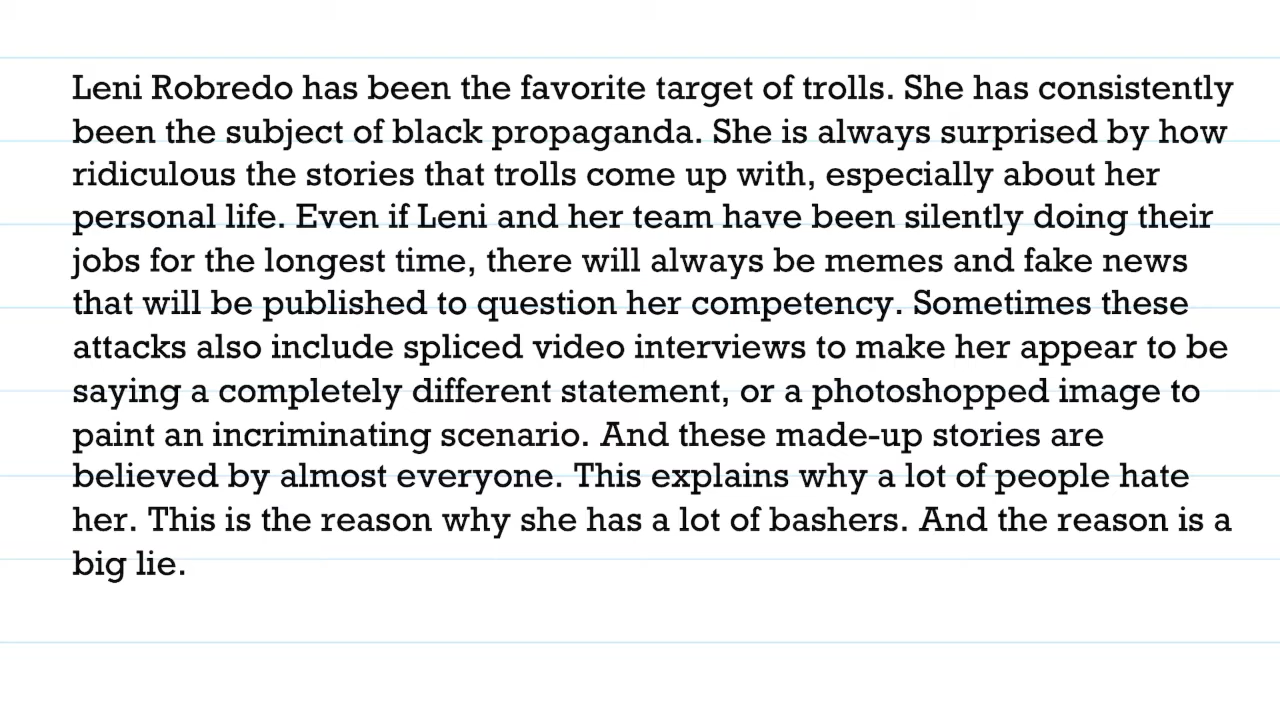 Leni Robredo has been the favorite target of trolls. She has consistently
been the subject of black propaganda. She is always surprised by how
ridiculous the stories that trolls come up with, especially about her
personal life. Even if Leni and her team have been silently doing their
jobs for the longest time, there will always be memes and fake news
that will be published to question her competency. Sometimes these
attacks also include spliced video interviews to make her appear to be
saying a completely different statement, or a photoshopped image to
paint an incriminating scenario. And these made-up stories are
believed by almost everyone. This explains why a lot of people hate
her. This is the reason why she has a lot of bashers. And the reason is a
big lie.